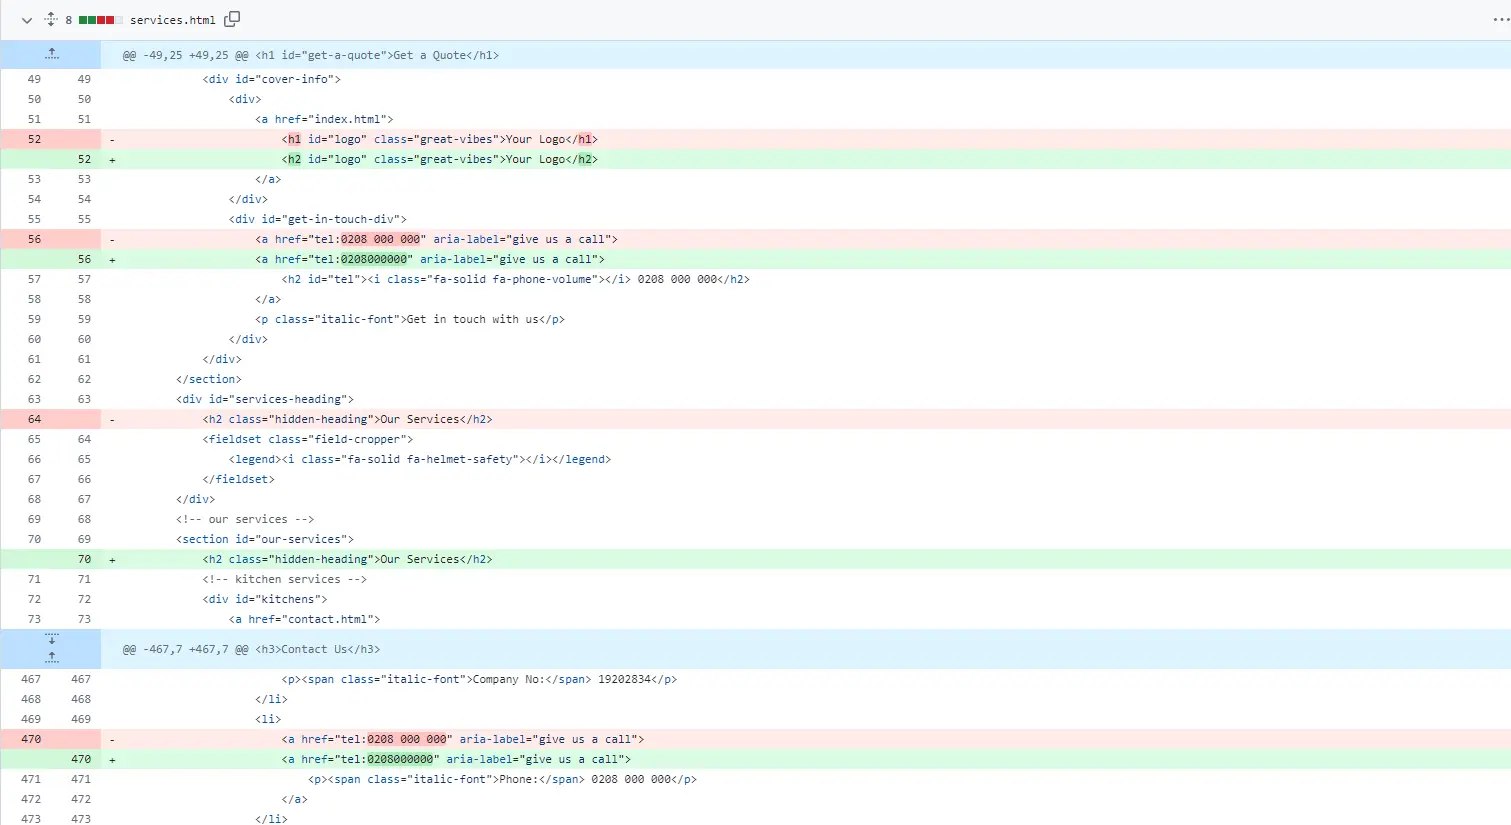 8 services.html
@@ -49,25 +49,25 @@ <h1 id="get-a-quote">Get a Quote</h1>
49 49 <div id="cover-info">
50 50 <div>
51 51 <a href="index.html">
52 - <h1 id="logo" class="great-vibes">Your Logo</h1>
52 + <h2 id="logo" class="great-vibes">Your Logo</h2>
53 53 </a>
54 54 </div>
55 55 <div id="get-in-touch-div">
56 - <a href="tel:0208 000 000" aria-label="give us a call">
56 + <a href="tel:0208000000" aria-label="give us a call">
57 57 <h2 id="tel"><i class="fa-solid fa-phone-volume"></i> 0208 000 000</h2>
58 58 </a>
59 59 <p class="italic-font">Get in touch with us</p>
60 60 </div>
61 61 </div>
62 62 </section>
63 63 <div id="services-heading">
64 - <h2 class="hidden-heading">Our Services</h2>
65 64 <fieldset class="field-cropper">
66 65 <legend><i class="fa-solid fa-helmet-safety"></i></legend>
67 66 </fieldset>
68 67 </div>
69 68 <!-- our services -->
70 69 <section id="our-services">
70 + <h2 class="hidden-heading">Our Services</h2>
71 71 <!-- kitchen services -->
72 72 <div id="kitchens">
73 73 <a href="contact.html">
@@ -467,7 +467,7 @@ <h3>Contact Us</h3>
467 467 <p><span class="italic-font">Company No:</span> 19202834</p>
468 468 </li>
469 469 <li>
470 - <a href="tel:0208 000 000" aria-label="give us a call">
470 + <a href="tel:0208000000" aria-label="give us a call">
471 471 <p><span class="italic-font">Phone:</span> 0208 000 000</p>
472 472 </a>
473 473 </li>